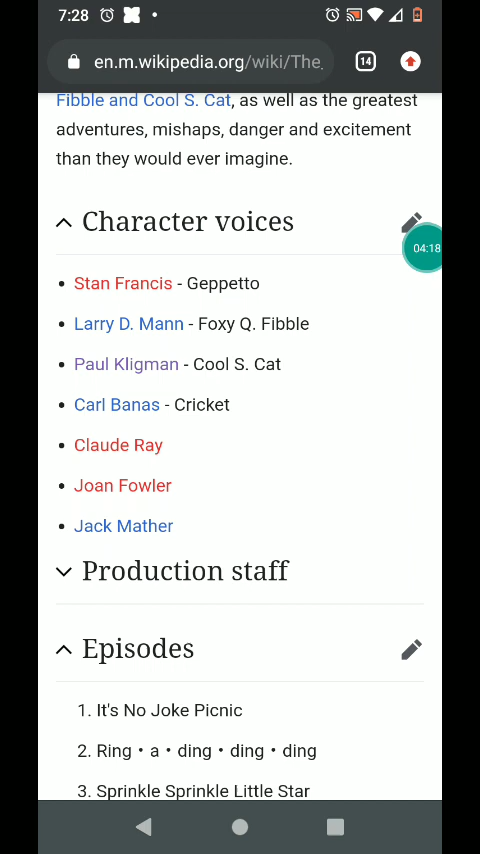 7:28
en.m.wikipedia.org/wiki/The_
14
Fibble and Cool S. Cat, as well as the greatest
adventures, mishaps, danger and excitement
than they would ever imagine.
Character voices
04:18
• Stan Francis - Geppetto
• Larry D. Mann - Foxy Q. Fibble
• Paul Kligman - Cool S. Cat
• Carl Banas - Cricket
• Claude Ray
• Joan Fowler
• Jack Mather
Production staff
Episodes
1. It's No Joke Picnic
2. Ring • a • ding • ding • ding
3. Sprinkle Sprinkle Little Star